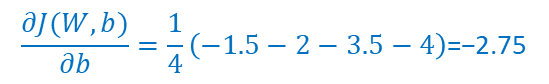 ∂J(W,b)/∂b = 1/4 (−1.5 − 2 − 3.5 − 4)=−2.75